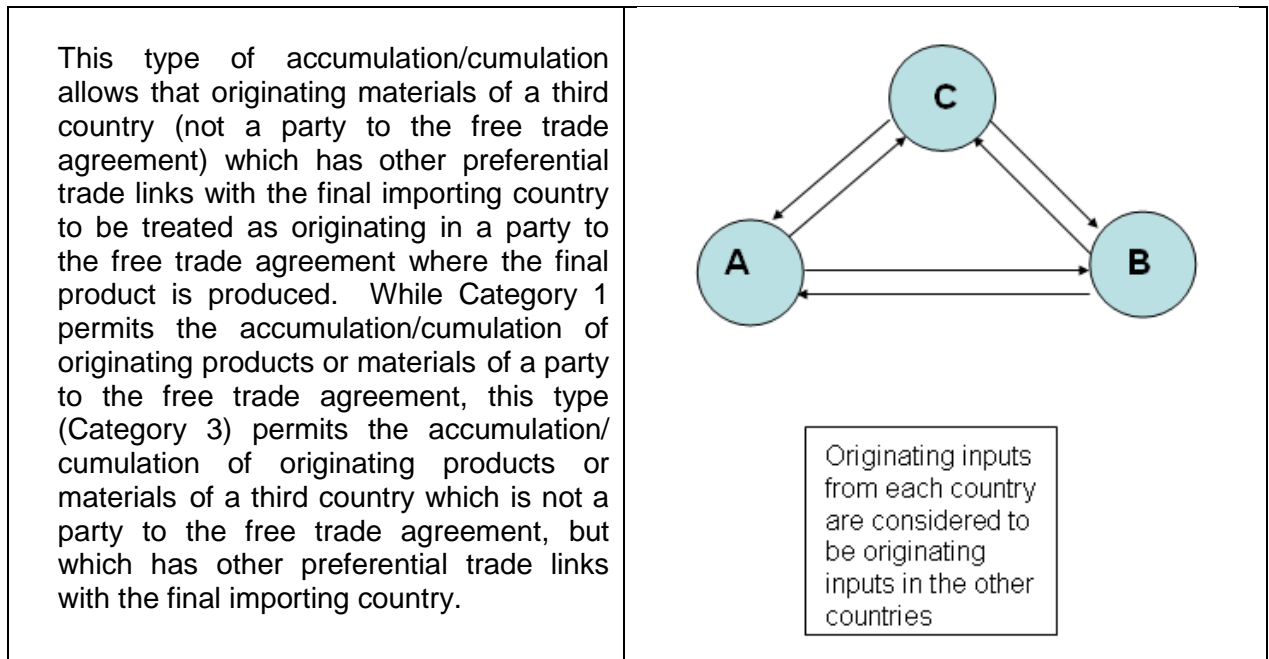 This type of accumulation/cumulation
allows that originating materials of a third
country (not a party to the free trade
agreement) which has other preferential
trade links with the final importing country
to be treated as originating in a party to
the free trade agreement where the final
product is produced. While Category 1
permits the accumulation/cumulation of
originating products or materials of a party
to the free trade agreement, this type
(Category 3) permits the accumulation/
cumulation of originating products or
materials of a third country which is not a
party to the free trade agreement, but
which has other preferential trade links
with the final importing country.
C
A
B
Originating inputs
from each country
are considered to
be originating
inputs in the other
countries